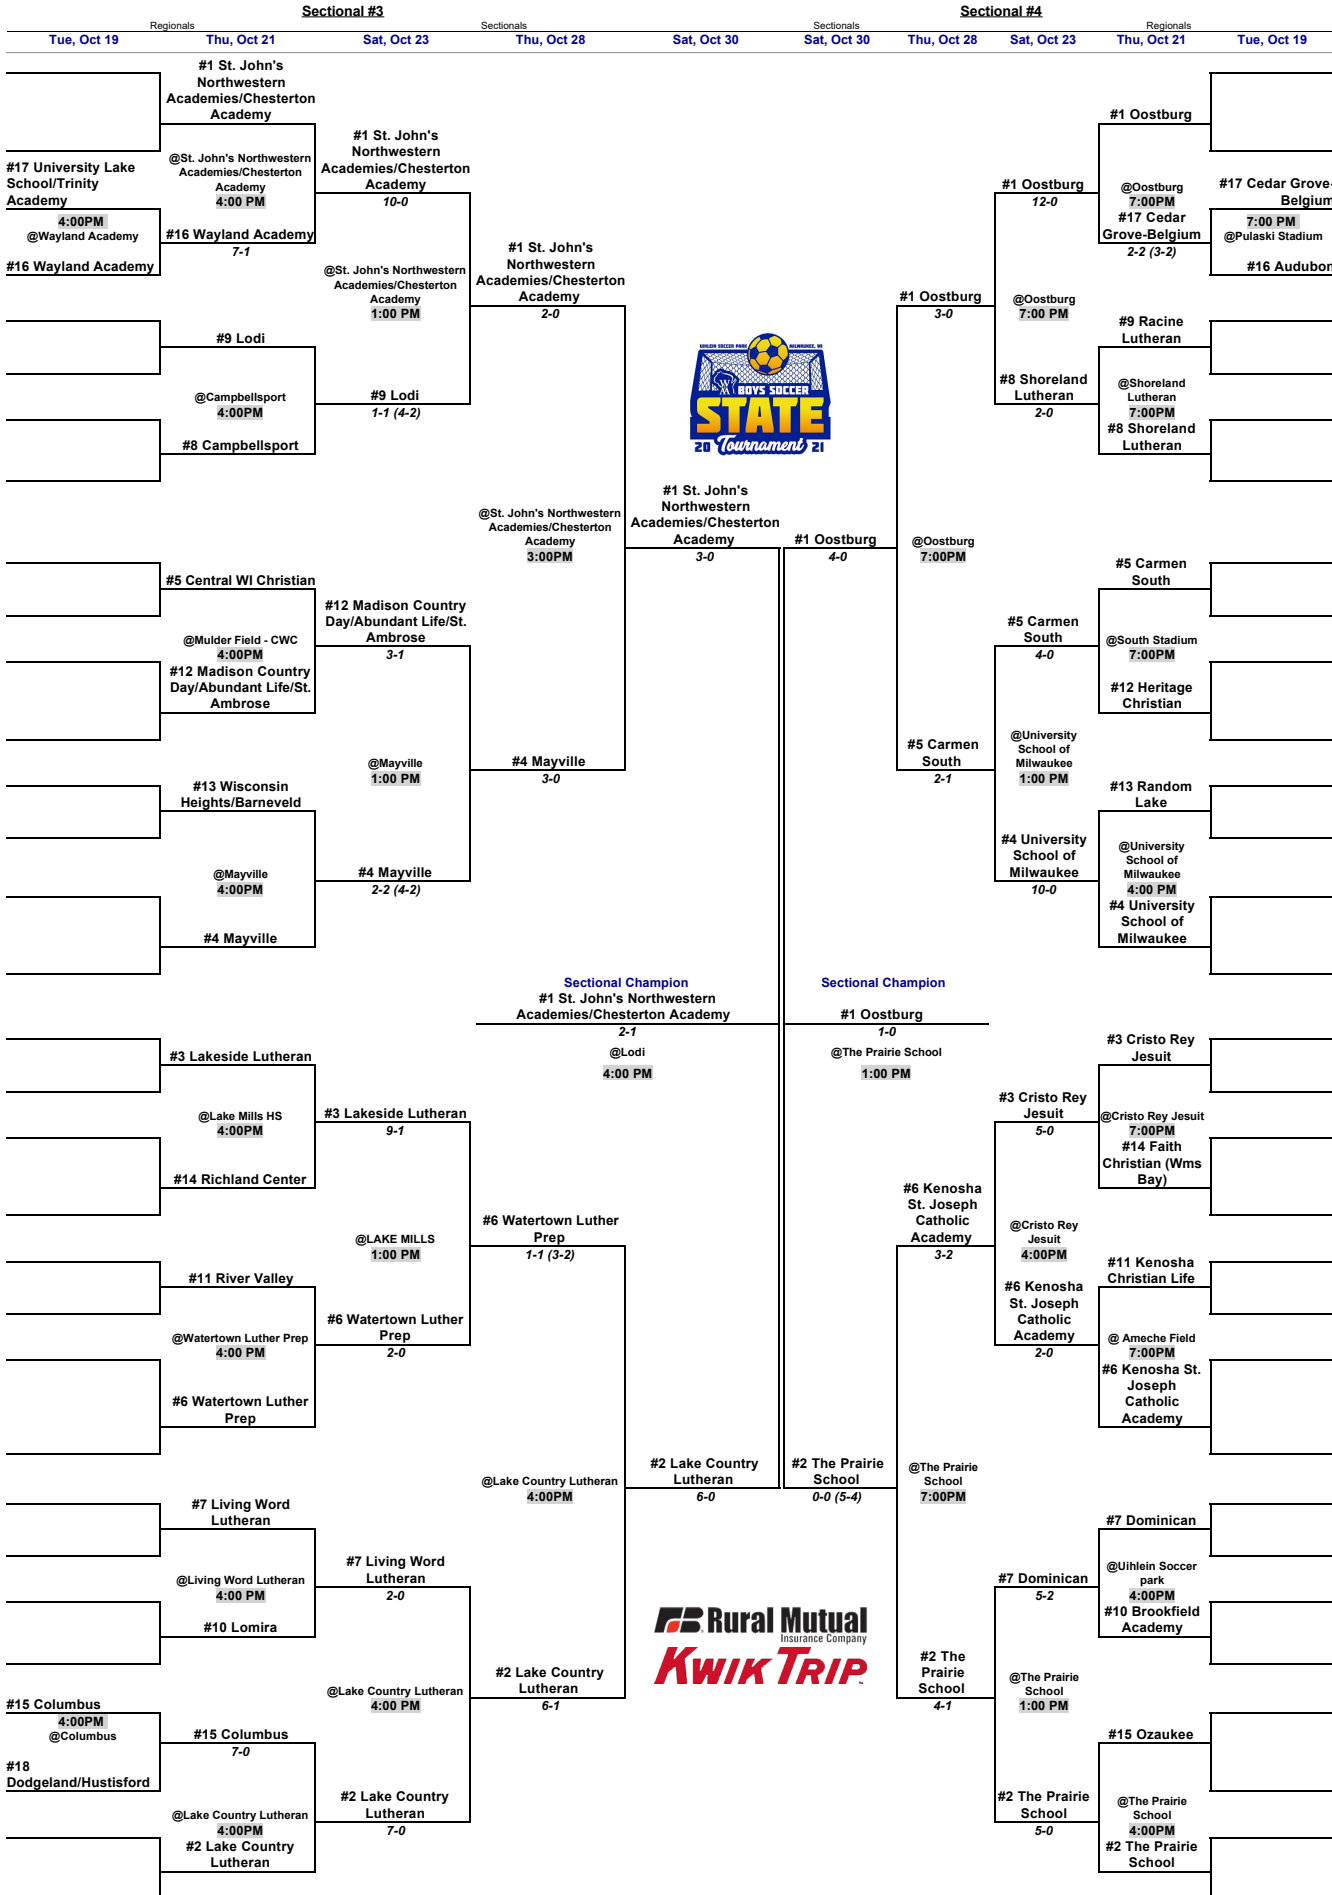 Sectional #3
Sectional #4
Regionals
Sectionals
Sectionals
Regionals
Tue, Oct 19
Thu, Oct 21
Sat, Oct 23
Thu, Oct 28
Sat, Oct 30
Sat, Oct 30
Thu, Oct 28
Sat, Oct 23
Thu, Oct 21
Tue, Oct 19
#17 University Lake
School/Trinity
Academy
4:00PM
@Wayland Academy
#16 Wayland Academy
#15 Columbus
4:00PM
@Columbus
#18
Dodgeland/Hustisford
#1 St. John's
Northwestern
Academies/Chesterton
Academy
@St. John's Northwestern
Academies/Chesterton
Academy
4:00 PM
#16 Wayland Academy
7-1
#9 Lodi
@Campbellsport
4:00PM
#8 Campbellsport
#5 Central WI Christian
@Mulder Field - CWC
4:00PM
#12 Madison Country
Day/Abundant Life/St.
Ambrose
#13 Wisconsin
Heights/Barneveld
@Mayville
4:00PM
#4 Mayville
#3 Lakeside Lutheran
@Lake Mills HS
4:00PM
#14 Richland Center
#11 River Valley
@Watertown Luther Prep
4:00 PM
#6 Watertown Luther
Prep
#7 Living Word
Lutheran
@Living Word Lutheran
4:00 PM
#10 Lomira
#15 Columbus
7-0
@Lake Country Lutheran
4:00PM
#2 Lake Country
Lutheran
#1 St. John's
Northwestern
Academies/Chesterton
Academy
10-0
@St. John's Northwestern
Academies/Chesterton
Academy
1:00 PM
#9 Lodi
1-1 (4-2)
#12 Madison Country
Day/Abundant Life/St.
Ambrose
3-1
@Mayville
1:00 PM
#4 Mayville
2-2 (4-2)
#3 Lakeside Lutheran
9-1
@LAKE MILLS
1:00 PM
#6 Watertown Luther
Prep
2-0
#7 Living Word
Lutheran
2-0
@Lake Country Lutheran
4:00 PM
#2 Lake Country
Lutheran
7-0
#1 St. John's
Northwestern
Academies/Chesterton
Academy
2-0
@St. John's Northwestern
Academies/Chesterton
Academy
3:00PM
#4 Mayville
3-0
#6 Watertown Luther
Prep
1-1 (3-2)
@Lake Country Lutheran
4:00PM
#2 Lake Country
Lutheran
6-1
UIHLEIN SOCCER PARK MILWAUKEE, WI
BOYS SOCCER
STATE
20 Tournament 21
#1 St. John's
Northwestern
Academies/Chesterton
Academy
3-0
Sectional Champion
#1 St. John's Northwestern
Academies/Chesterton Academy
2-1
@Lodi
4:00 PM
#2 Lake Country
Lutheran
6-0
Rural Mutual
Insurance Company
KWIK TRIP
#1 Oostburg
4-0
Sectional Champion
#1 Oostburg
1-0
@The Prairie School
1:00 PM
#2 The Prairie
School
0-0 (5-4)
#1 Oostburg
3-0
@Oostburg
7:00PM
#5 Carmen
South
2-1
#6 Kenosha
St. Joseph
Catholic
Academy
3-2
@The Prairie
School
7:00PM
#2 The
Prairie
School
4-1
#1 Oostburg
12-0
@Oostburg
7:00 PM
#8 Shoreland
Lutheran
2-0
#5 Carmen
South
4-0
@University
School of
Milwaukee
1:00 PM
#4 University
School of
Milwaukee
10-0
#3 Cristo Rey
Jesuit
5-0
@Cristo Rey
Jesuit
4:00PM
#6 Kenosha
St. Joseph
Catholic
Academy
2-0
#7 Dominican
5-2
@The Prairie
School
1:00 PM
#2 The Prairie
School
5-0
#1 Oostburg
@Oostburg
7:00PM
#17 Cedar
Grove-Belgium
2-2 (3-2)
#9 Racine
Lutheran
@Shoreland
Lutheran
7:00PM
#8 Shoreland
Lutheran
#5 Carmen
South
@South Stadium
7:00PM
#12 Heritage
Christian
#13 Random
Lake
@University
School of
Milwaukee
4:00 PM
#4 University
School of
Milwaukee
#3 Cristo Rey
Jesuit
@Cristo Rey Jesuit
7:00PM
#14 Faith
Christian (Wms
Bay)
#11 Kenosha
Christian Life
@ Ameche Field
7:00PM
#6 Kenosha St.
Joseph
Catholic
Academy
#7 Dominican
@Uihlein Soccer
park
4:00PM
#10 Brookfield
Academy
#15 Ozaukee
@The Prairie
School
4:00PM
#2 The Prairie
School
#17 Cedar Grove-
Belgium
7:00 PM
@Pulaski Stadium
#16 Audubon